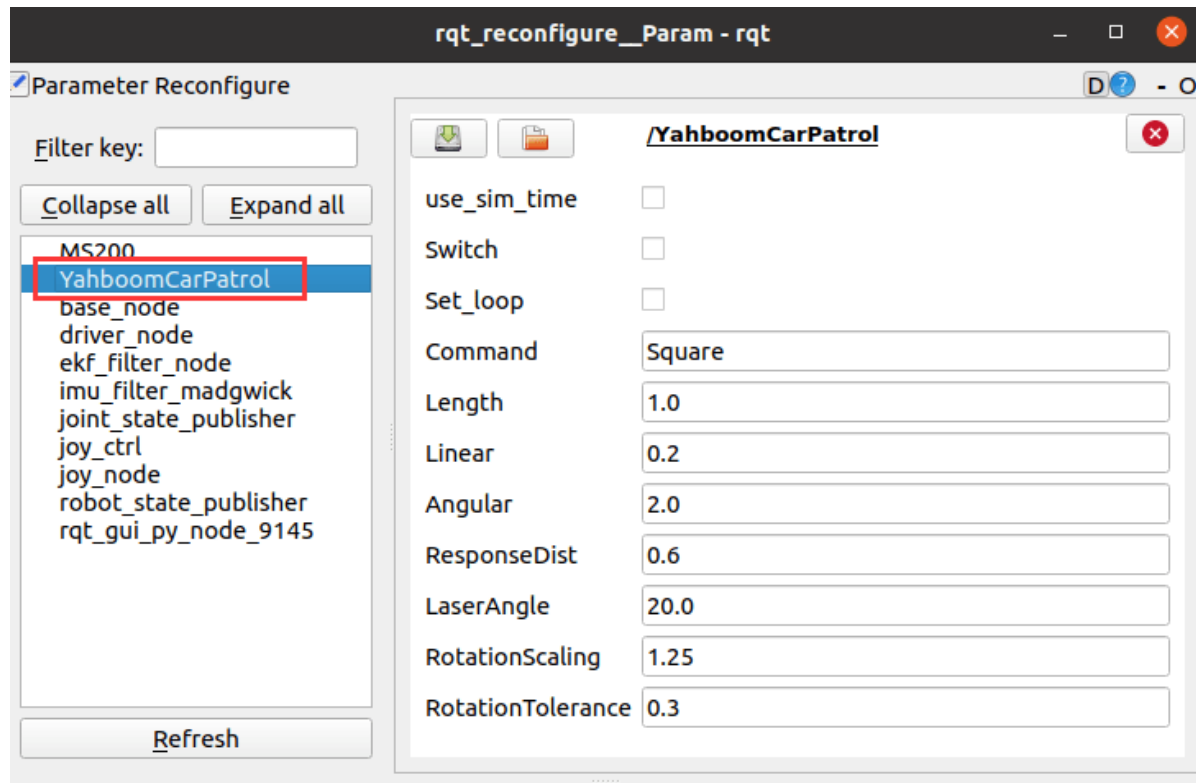 rqt_reconfigure__Param - rqt
Parameter Reconfigure
D ? - O
Filter key:
Collapse all
Expand all
MS200
YahboomCarPatrol
base_node
driver_node
ekf_filter_node
imu_filter_madgwick
joint_state_publisher
joy_ctrl
joy_node
robot_state_publisher
rqt_gui_py_node_9145
Refresh
/YahboomCarPatrol
use_sim_time
Switch
Set_loop
Command Square
Length 1.0
Linear 0.2
Angular 2.0
ResponseDist 0.6
LaserAngle 20.0
RotationScaling 1.25
RotationTolerance 0.3